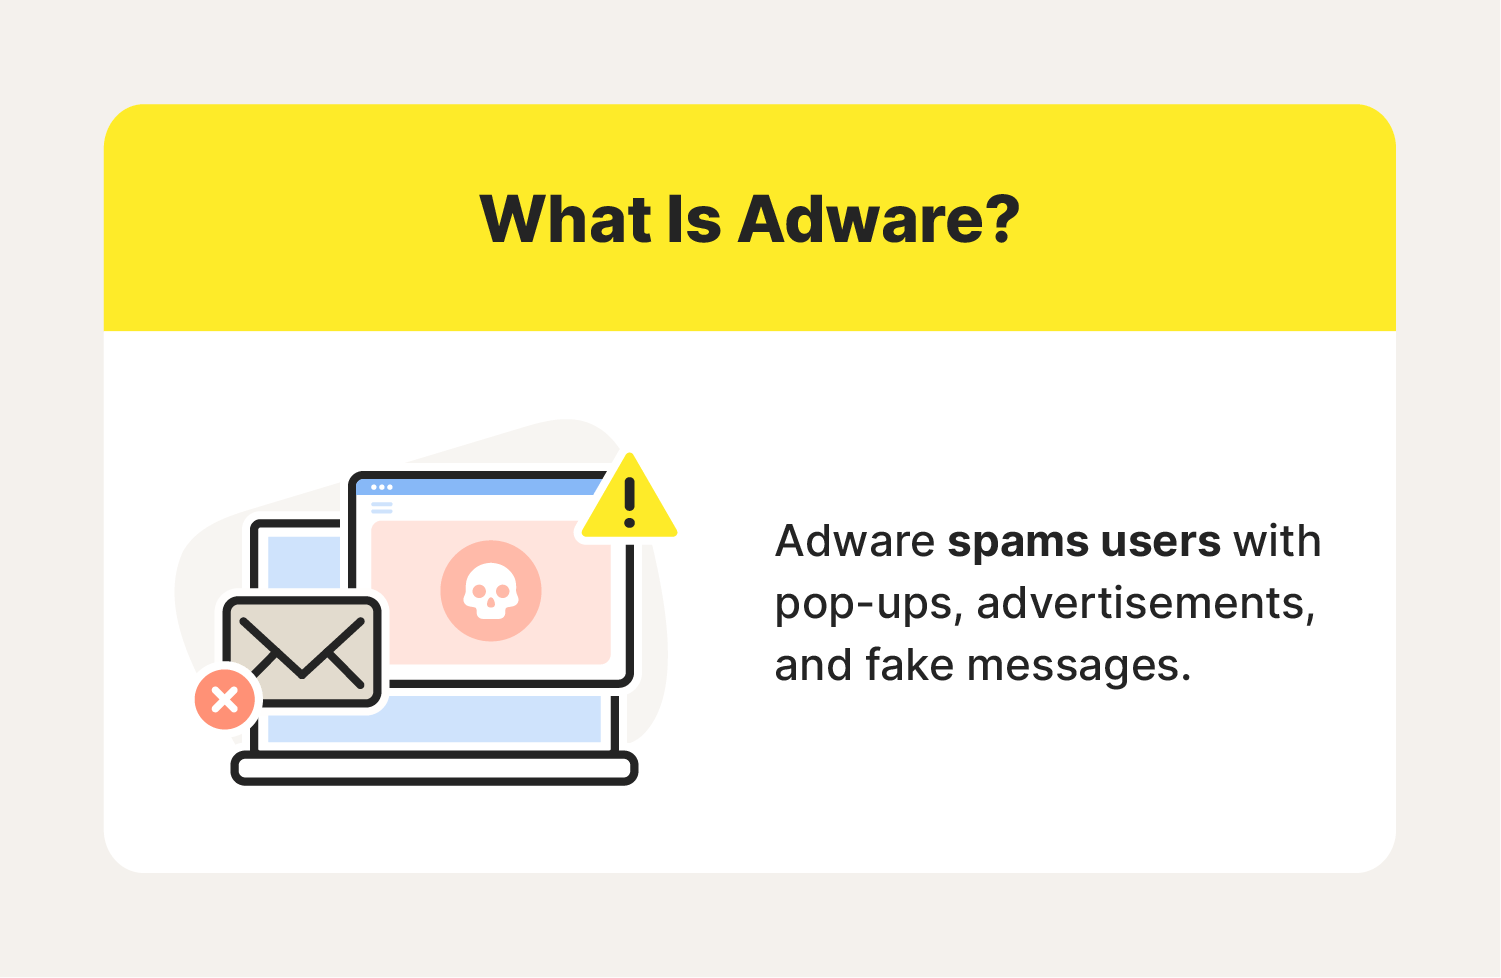 What Is Adware?
Adware spams users with
pop-ups, advertisements,
and fake messages.